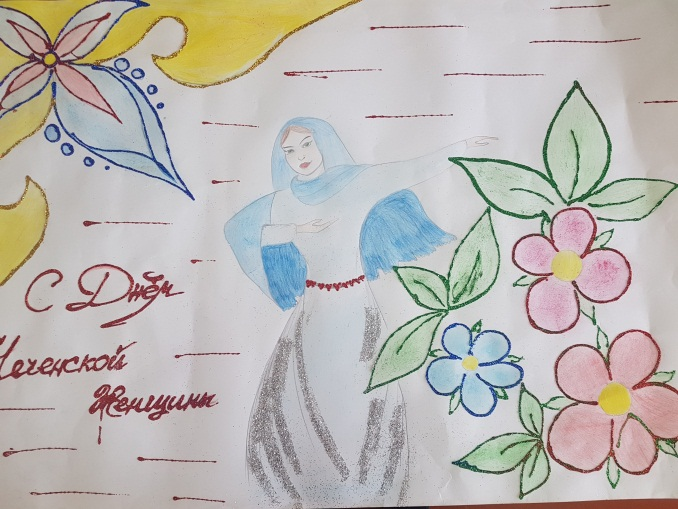 С Днём
Чеченской
Женщины